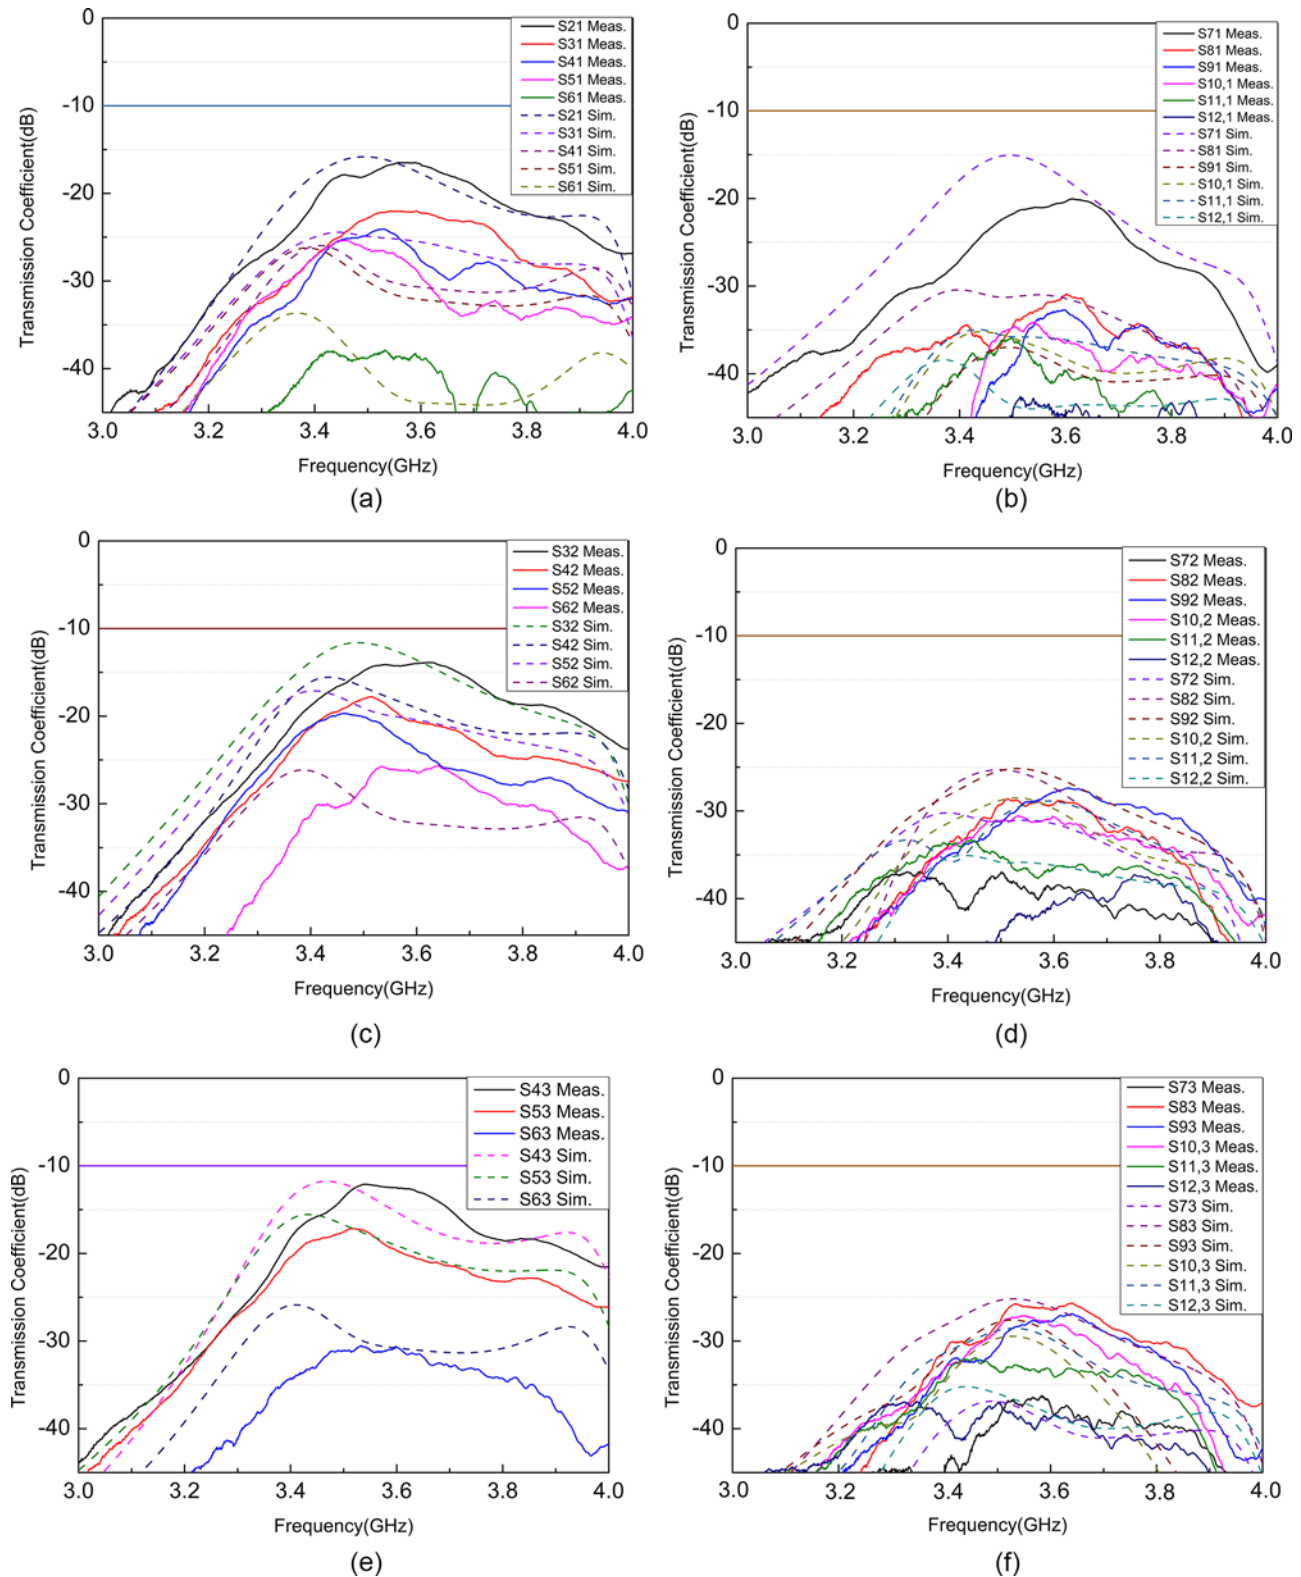 0
-10
-20
-30
-40
3.0 3.2 3.4 3.6 3.8 4.0
Transmission Coefficient(dB)
Frequency(GHz)
S21 Meas.
S31 Meas.
S41 Meas.
S51 Meas.
S61 Meas.
S21 Sim.
S31 Sim.
S41 Sim.
S51 Sim.
S61 Sim.
(a)
0
-10
-20
-30
-40
3.0 3.2 3.4 3.6 3.8 4.0
Transmission Coefficient(dB)
Frequency(GHz)
S71 Meas.
S81 Meas.
S91 Meas.
S10,1 Meas.
S11,1 Meas.
S12,1 Meas.
S71 Sim.
S81 Sim.
S91 Sim.
S10,1 Sim.
S11,1 Sim.
S12,1 Sim.
(b)
0
-10
-20
-30
-40
3.0 3.2 3.4 3.6 3.8 4.0
Transmission Coefficient(dB)
Frequency(GHz)
S32 Meas.
S42 Meas.
S52 Meas.
S62 Meas.
S32 Sim.
S42 Sim.
S52 Sim.
S62 Sim.
(c)
0
-10
-20
-30
-40
3.0 3.2 3.4 3.6 3.8 4.0
Transmission Coefficient(dB)
Frequency(GHz)
S72 Meas.
S82 Meas.
S92 Meas.
S10,2 Meas.
S11,2 Meas.
S12,2 Meas.
S72 Sim.
S82 Sim.
S92 Sim.
S10,2 Sim.
S11,2 Sim.
S12,2 Sim.
(d)
0
-10
-20
-30
-40
3.0 3.2 3.4 3.6 3.8 4.0
Transmission Coefficient(dB)
Frequency(GHz)
S43 Meas.
S53 Meas.
S63 Meas.
S43 Sim.
S53 Sim.
S63 Sim.
(e)
0
-10
-20
-30
-40
3.0 3.2 3.4 3.6 3.8 4.0
Transmission Coefficient(dB)
Frequency(GHz)
S73 Meas.
S83 Meas.
S93 Meas.
S10,3 Meas.
S11,3 Meas.
S12,3 Meas.
S73 Sim.
S83 Sim.
S93 Sim.
S10,3 Sim.
S11,3 Sim.
S12,3 Sim.
(f)